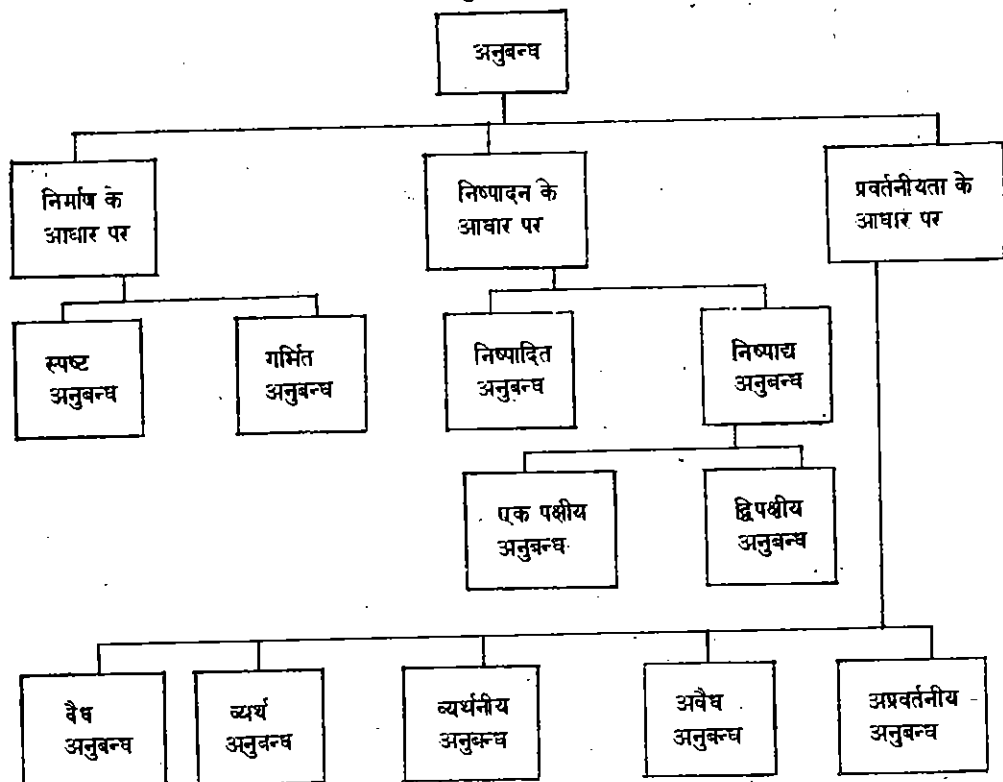 अनुबन्ध
निर्माण के
आधार पर
निष्पादन के
आधार पर
प्रवर्तनीयता के
आधार पर
स्पष्ट
अनुबन्ध
गर्भित
अनुबन्ध
निष्पादित
अनुबन्ध
निष्पाद्य
अनुबन्ध
एक पक्षीय
अनुबन्ध
द्विपक्षीय
अनुबन्ध
वैध
अनुबन्ध
व्यर्थ
अनुबन्ध
व्यर्थनीय
अनुबन्ध
अवैध
अनुबन्ध
अप्रवर्तनीय
अनुबन्ध